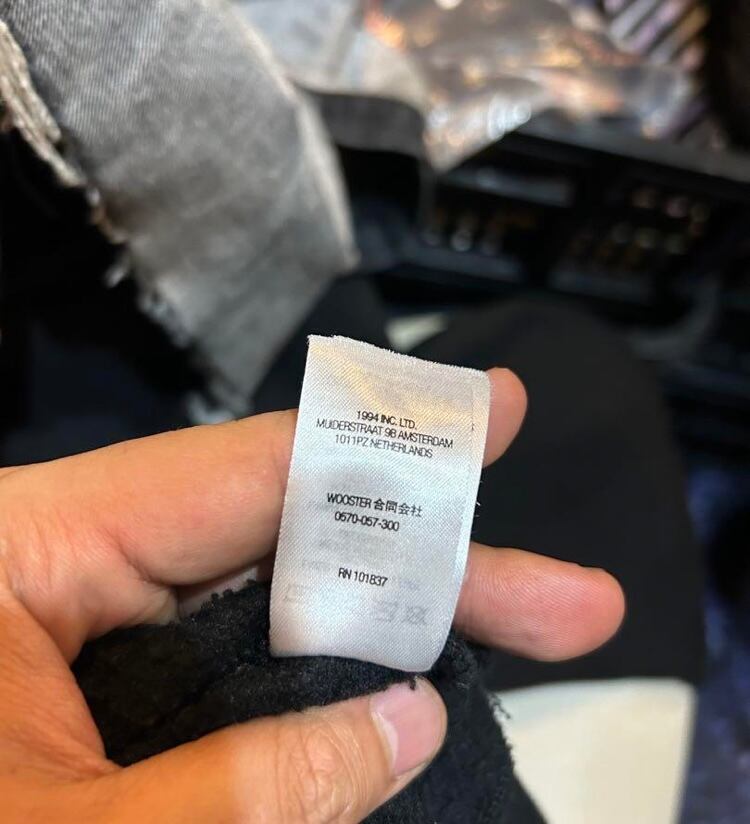 1994 INC. LTD.
MUIDERSTRAAT 9B AMSTERDAM
1011PZ NETHERLANDS
WOOSTER 合同会社
0570-057-300
RN 101837